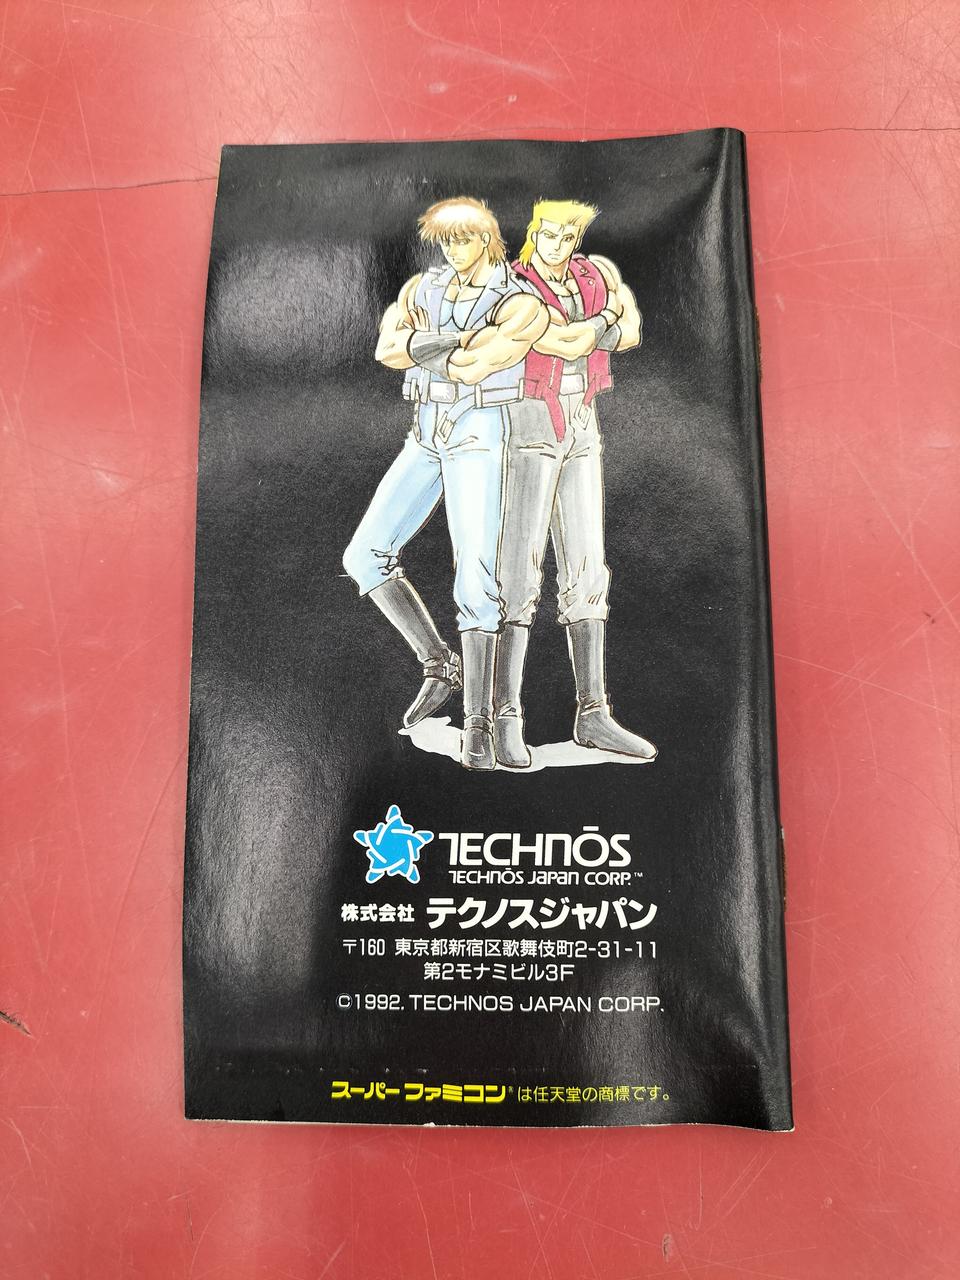 TECHNŌS
TECHNŌS JAPAN CORP.™
株式会社 テクノスジャパン
〒160 東京都新宿区歌舞伎町2-31-11
第2モナミビル3F
©1992. TECHNOS JAPAN CORP.
スーパーファミコン®は任天堂の商標です。